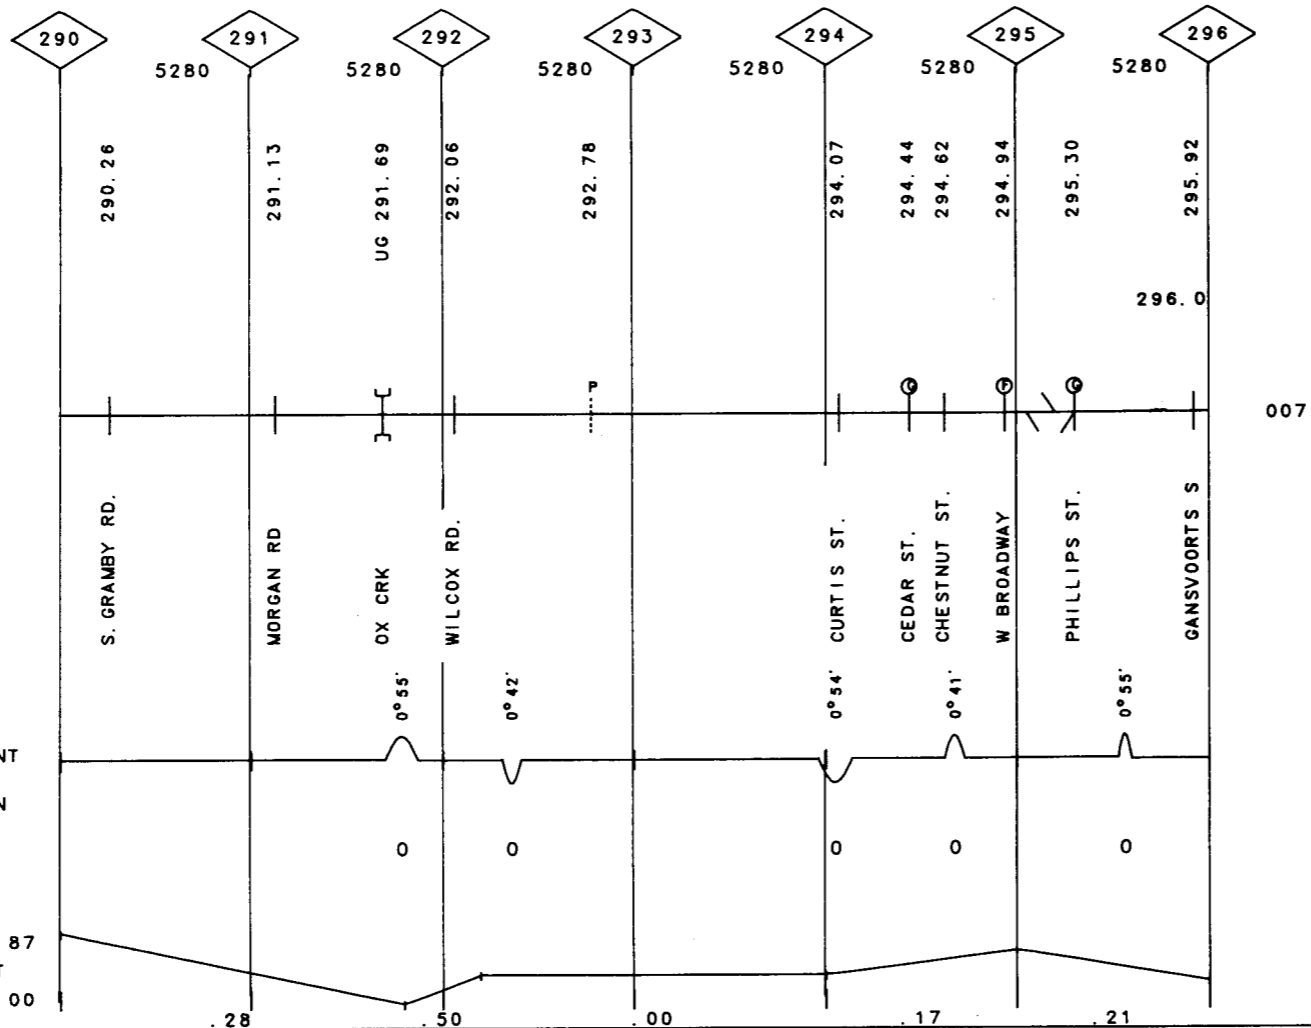 290 291 292 293 294 295 296
5280 5280 5280 5280 5280 5280
290.26
291.13
UG 291.69
292.06
292.78
294.07
294.44
294.62
294.94
295.30
295.92
296.0
P G F G
007
S. GRAMBY RD.
MORGAN RD
OX CRK
WILCOX RD.
CURTIS ST.
CEDAR ST.
CHESTNUT ST.
W BROADWAY
PHILLIPS ST.
GANSVOORTS S
0°55'
0°42'
0°54'
0°41'
0°55'
NT
N
0 0 0 0 0
87
T
00
.28 .50 .00 .17 .21